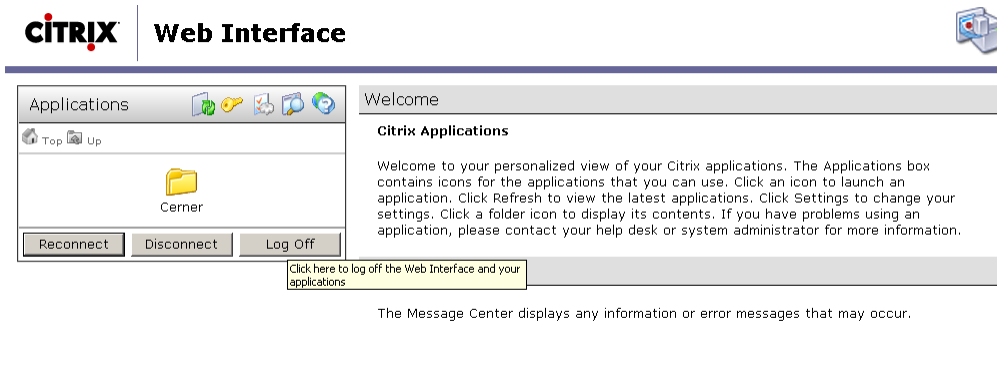 CİTRIX Web Interface
Applications
Top Up
Cerner
Reconnect Disconnect Log Off
Click here to log off the Web Interface and your
applications
Welcome
Citrix Applications
Welcome to your personalized view of your Citrix applications. The Applications box
contains icons for the applications that you can use. Click an icon to launch an
application. Click Refresh to view the latest applications. Click Settings to change your
settings. Click a folder icon to display its contents. If you have problems using an
application, please contact your help desk or system administrator for more information.
The Message Center displays any information or error messages that may occur.